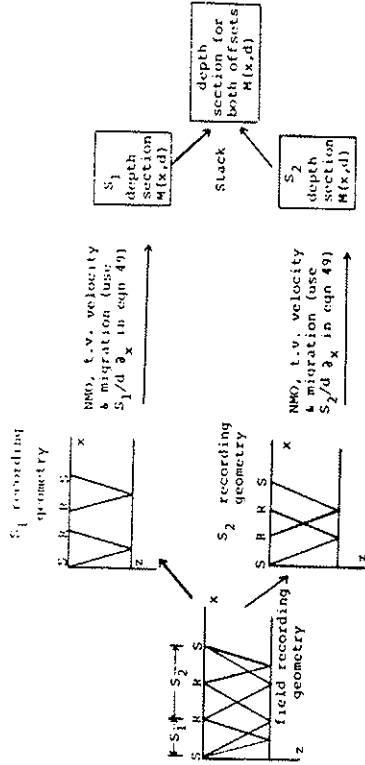 S₁ recording
geometry
S R R S x
z
NMO, t.v. velocity
& migration (use
S₁/d ∂ₓ in eqn 49)
S₁
depth
section
M(x,d)
S₁ S₂
S R R S x
z
field recording
geometry
Stack
depth
section for
both offsets
M(x,d)
S₂ recording
geometry
S R R S x
z
NMO, t.v. velocity
& migration (use
S₂/d ∂ₓ in eqn 49)
S₂
depth
section
M(x,d)